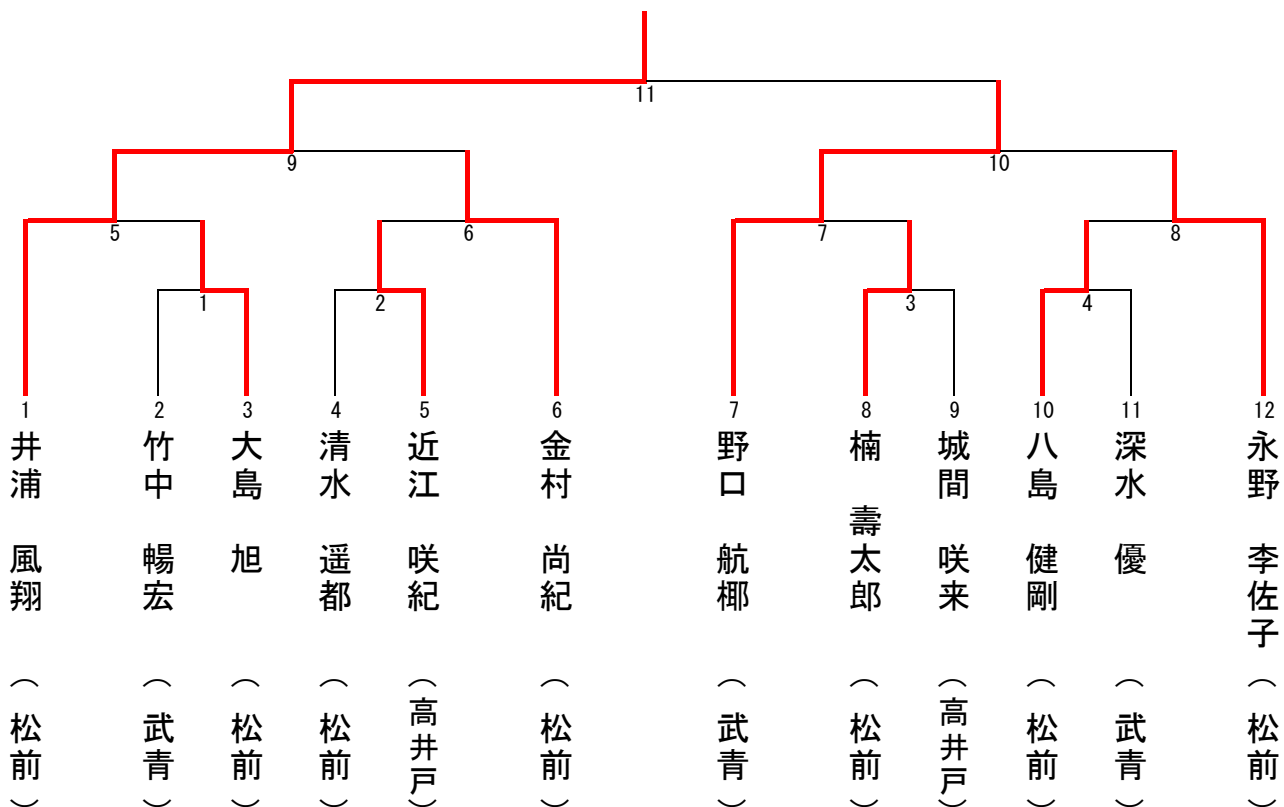 11
9
10
5
6
7
8
1
2
3
4
1
2
3
4
5
6
7
8
9
10
11
12
井浦 風翔 （松前）
竹中 暢宏 （武青）
大島 旭 （松前）
清水 遥都 （松前）
近江 咲紀 （高井戸）
金村 尚紀 （松前）
野口 航椰 （武青）
楠 壽太郎 （松前）
城間 咲来 （高井戸）
八島 健剛 （松前）
深水 優 （武青）
永野 李佐子 （松前）